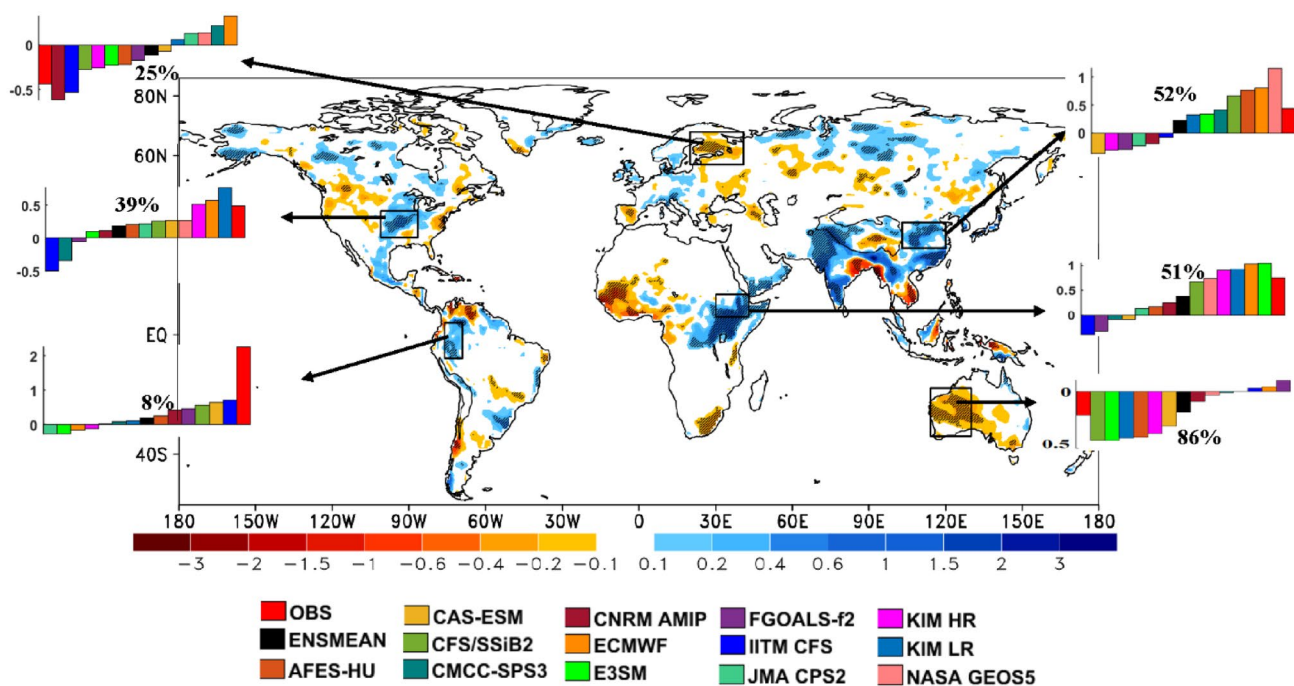 0
-0.5
25%
80N
60N
EQ
40S
180
150W
120W
90W
60W
30W
0
30E
60E
90E
120E
150E
180
1
0.5
0
52%
0.5
0
-0.5
39%
1
0.5
0
51%
2
1
0
8%
0
0.5
86%
-3
-2
-1.5
-1
-0.6
-0.4
-0.2
-0.1
0.1
0.2
0.4
0.6
1
1.5
2
3
OBS
ENSMEAN
AFES-HU
CAS-ESM
CFS/SSiB2
CMCC-SPS3
CNRM AMIP
ECMWF
E3SM
FGOALS-f2
IITM CFS
JMA CPS2
KIM HR
KIM LR
NASA GEOS5